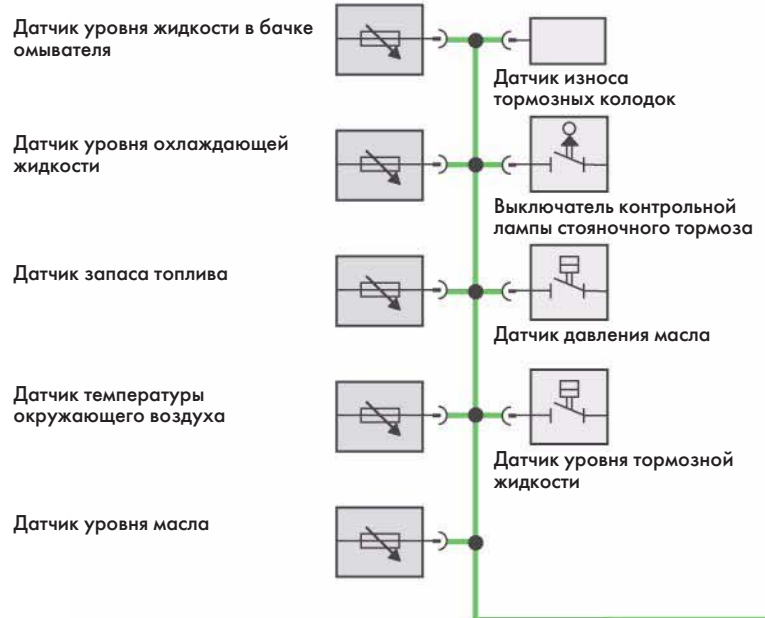 Датчик уровня жидкости в бачке
омывателя
Датчик износа
тормозных колодок
Датчик уровня охлаждающей
жидкости
Выключатель контрольной
лампы стояночного тормоза
Датчик запаса топлива
Датчик давления масла
Датчик температуры
окружающего воздуха
Датчик уровня тормозной
жидкости
Датчик уровня масла